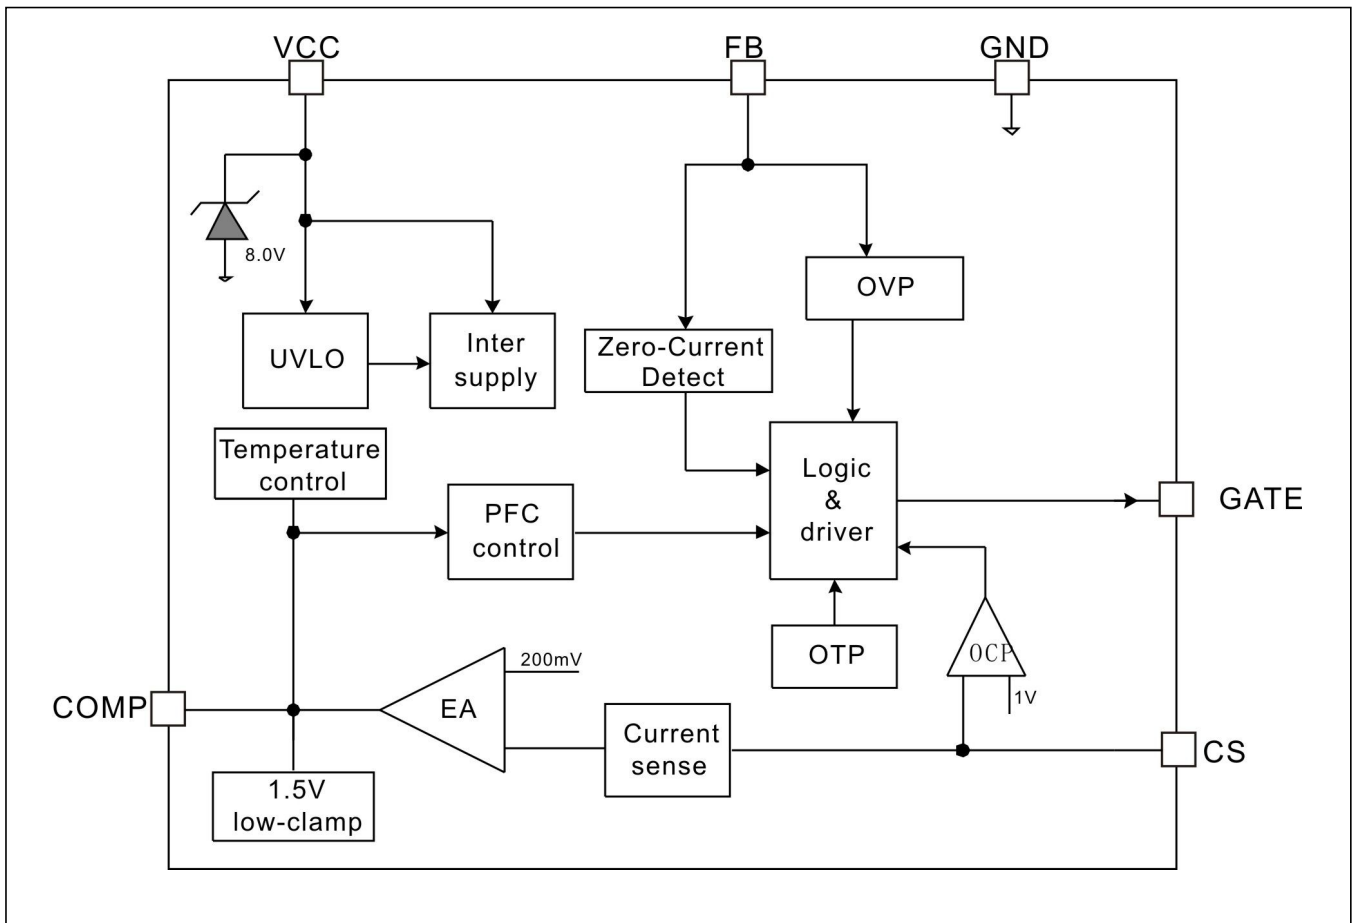 VCC
FB
GND
8.0V
OVP
UVLO
Inter
supply
Zero-Current
Detect
Temperature
control
PFC
control
Logic
&
driver
GATE
OTP
OCP
1V
200mV
EA
COMP
Current
sense
CS
1.5V
low-clamp